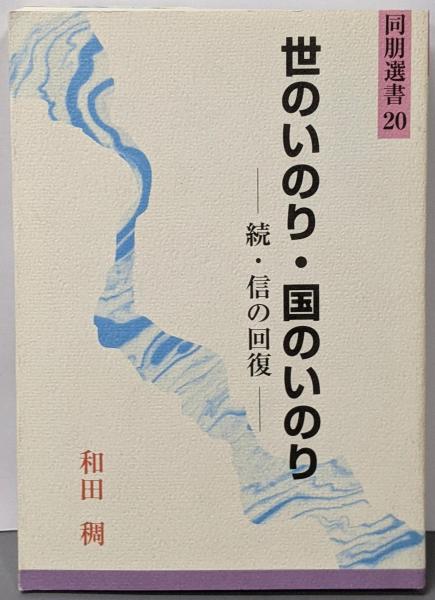 同朋選書20
世のいのり・国のいのり
―続・信の回復―
和田 稠